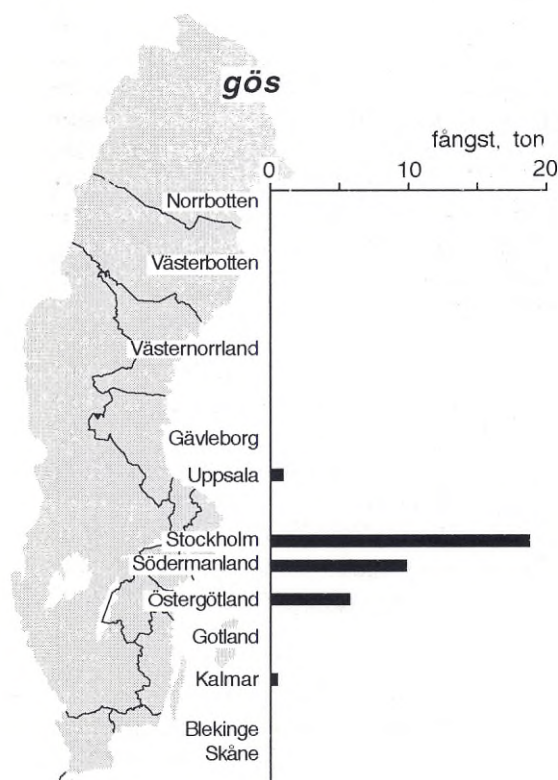 gös
fångst, ton
0 10 20
Norrbotten
Västerbotten
Västernorrland
Gävleborg
Uppsala
Stockholm
Södermanland
Östergötland
Gotland
Kalmar
Blekinge
Skåne